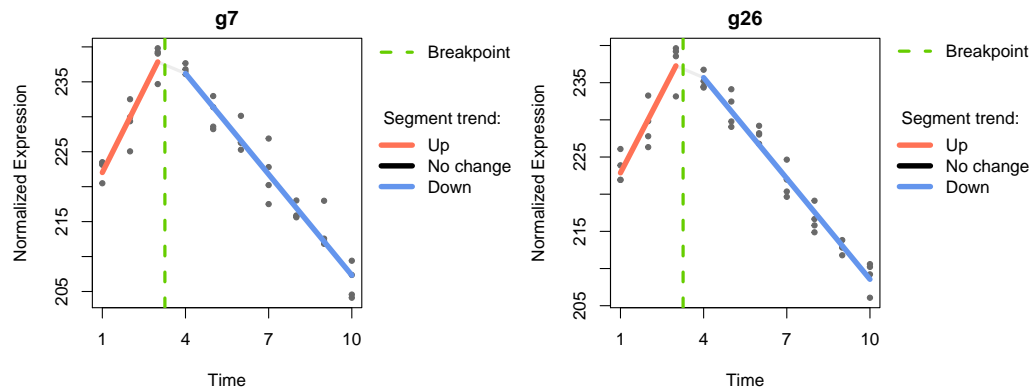 g7
Normalized Expression
235
225
215
205
1
4
7
10
Time
Breakpoint
Segment trend:
Up
No change
Down
g26
Normalized Expression
235
225
215
205
1
4
7
10
Time
Breakpoint
Segment trend:
Up
No change
Down